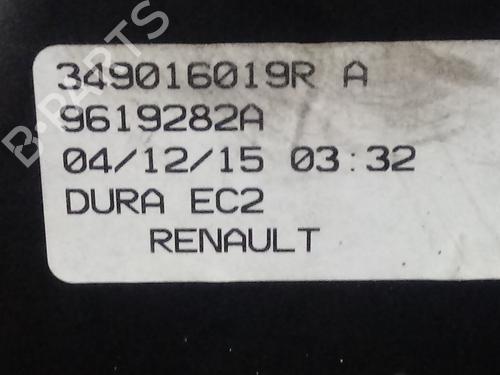 B-PARTS
349016019R A
9619282A
04/12/15 03:32
DURA EC2
RENAULT